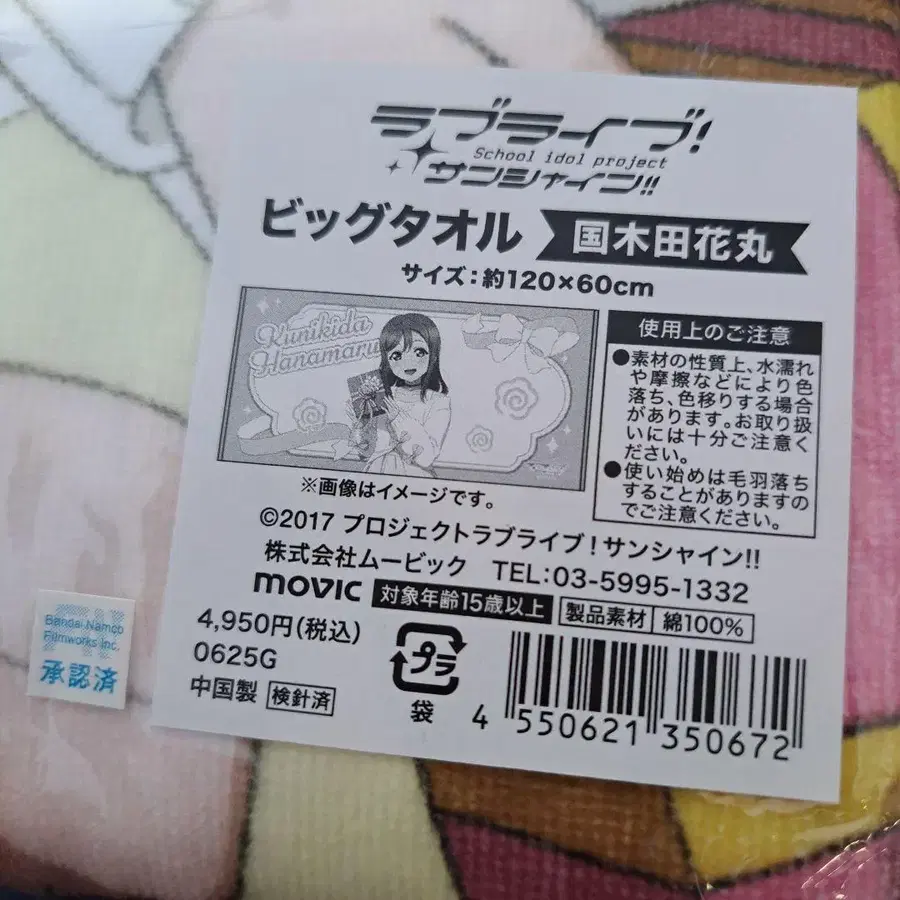 ラブライブ!
School idol project
サンシャイン!!
ビッグタオル 国木田花丸
サイズ:約120×60cm
Kunikida
Hanamaru
使用上のご注意
●素材の性質上、水濡れ
や摩擦などにより色
落ち、色移りする場合
があります。お取り扱
いには十分ご注意く
ださい。
●使い始めは毛羽落ち
することがありますの
でご注意ください。
※画像はイメージです。
©2017 プロジェクトラブライブ!サンシャイン!!
株式会社ムービック TEL:03-5995-1332
movic 対象年齢15歳以上 製品素材 綿100%
4,950円(税込)
0625G
中国製 検針済
プラ
袋
4 550621 350672
Bandai Namco
Filmworks Inc.
承認済